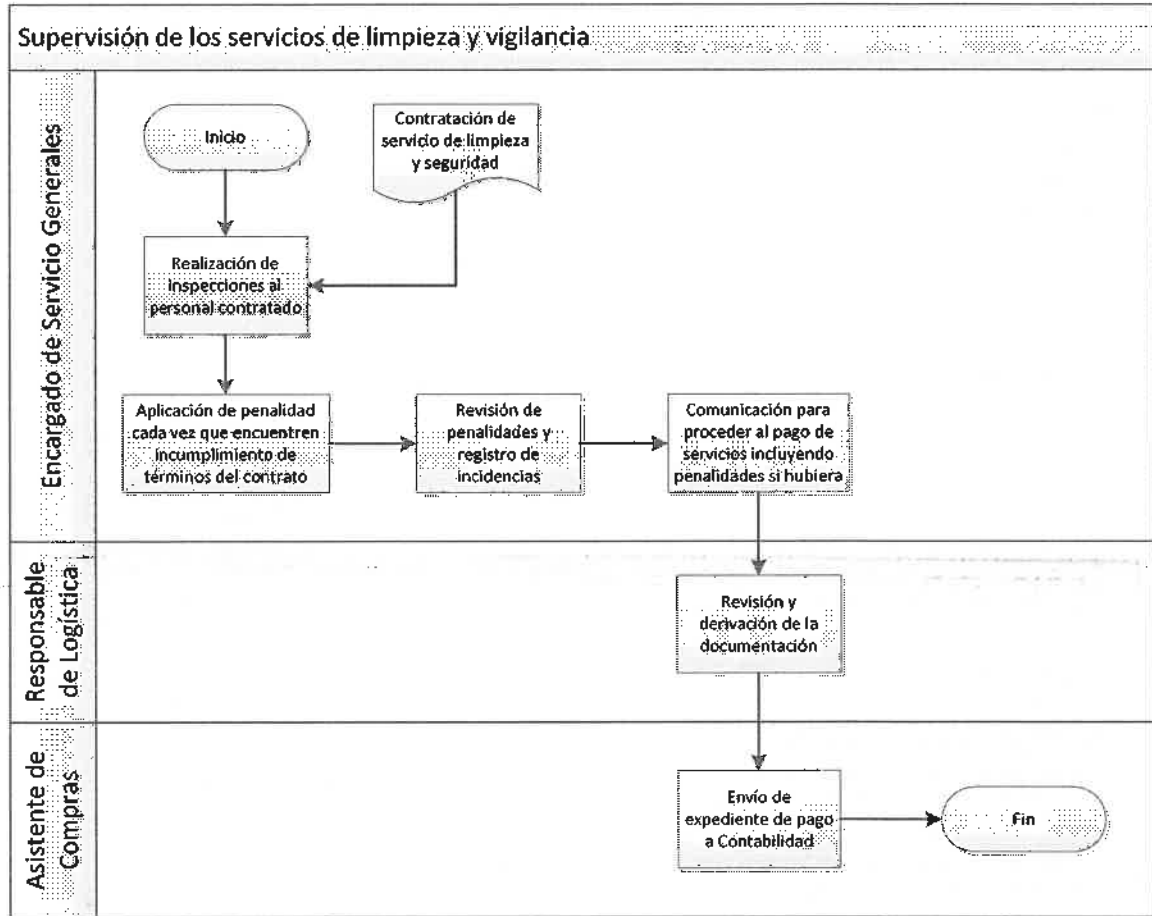 Supervisión de los servicios de limpieza y vigilancia
Encargado de Servicio Generales
Inicio
Contratación de
servicio de limpieza
y seguridad
Realización de
inspecciones al
personal contratado
Aplicación de penalidad
cada vez que encuentren
incumplimiento de
términos del contrato
Revisión de
penalidades y
registro de
incidencias
Comunicación para
proceder al pago de
servicios incluyendo
penalidades si hubiera
Responsable
de Logística
Revisión y
derivación de la
documentación
Asistente de
Compras
Envío de
expediente de pago
a Contabilidad
Fin